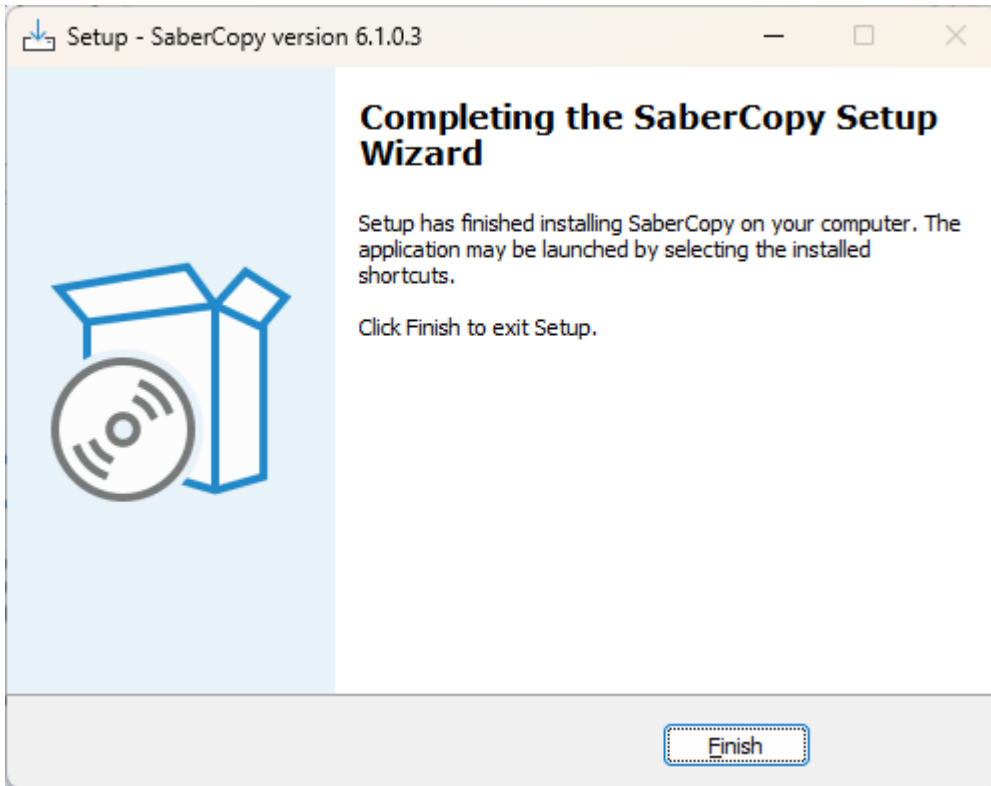 Setup - SaberCopy version 6.1.0.3
Completing the SaberCopy Setup
Wizard
Setup has finished installing SaberCopy on your computer. The
application may be launched by selecting the installed
shortcuts.
Click Finish to exit Setup.
Finish